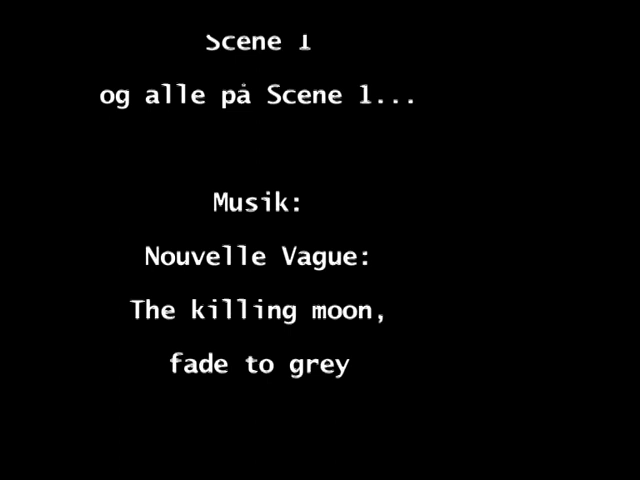 Scene 1
og alle på Scene 1...
Musik:
Nouvelle Vague:
The killing moon,
fade to grey